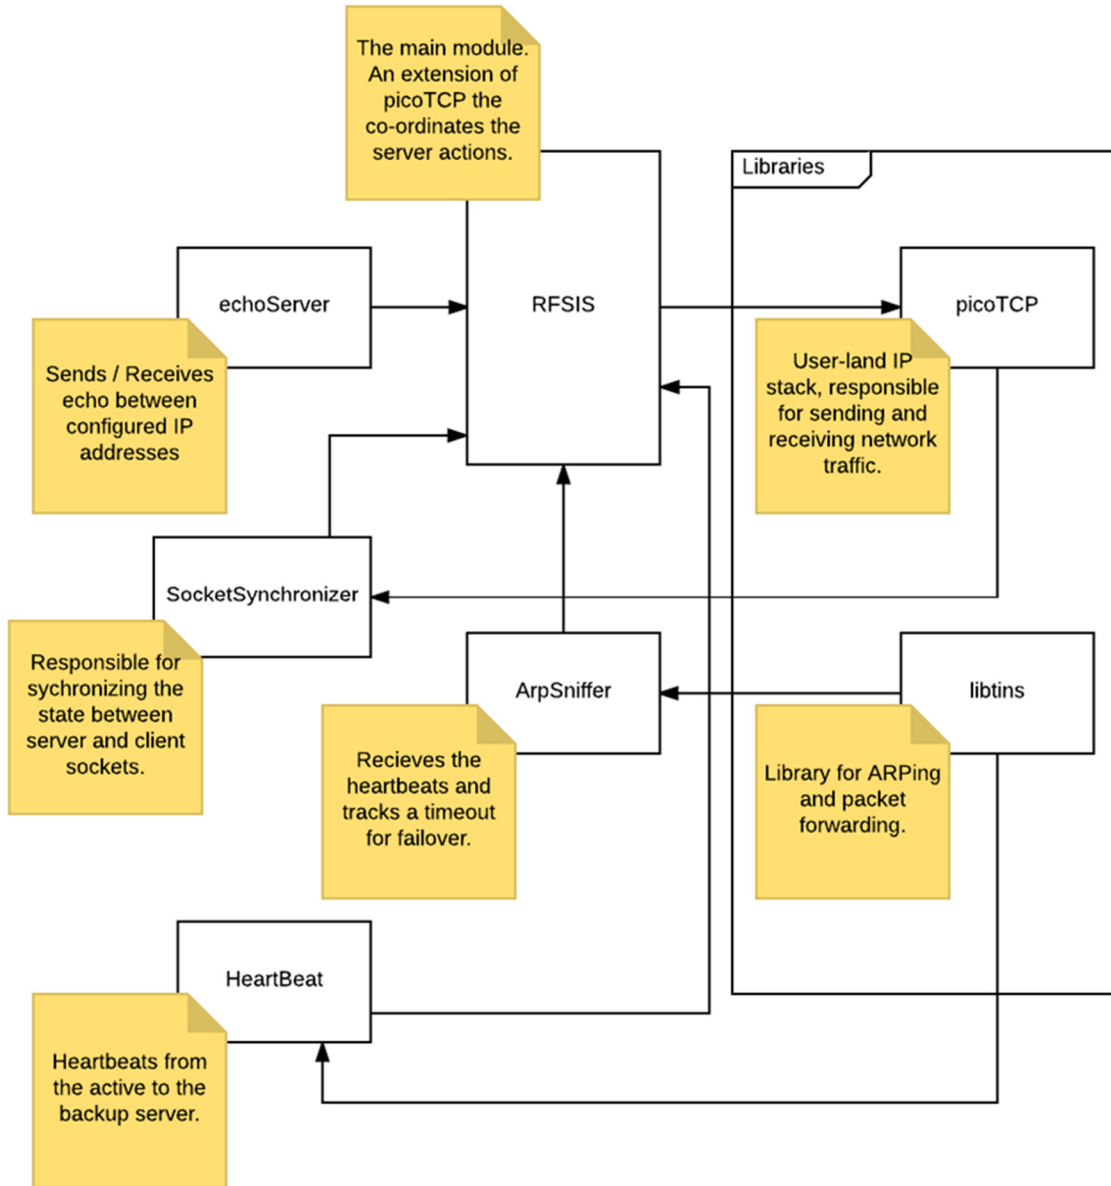 The main module.
An extension of
picoTCP the
co-ordinates the
server actions.
Libraries
echoServer
RFSIS
picoTCP
Sends / Receives
echo between
configured IP
addresses
User-land IP
stack, responsible
for sending and
receiving network
traffic.
SocketSynchronizer
Responsible for
sychronizing the
state between
server and client
sockets.
ArpSniffer
libtins
Recieves the
heartbeats and
tracks a timeout
for failover.
Library for ARPing
and packet
forwarding.
HeartBeat
Heartbeats from
the active to the
backup server.